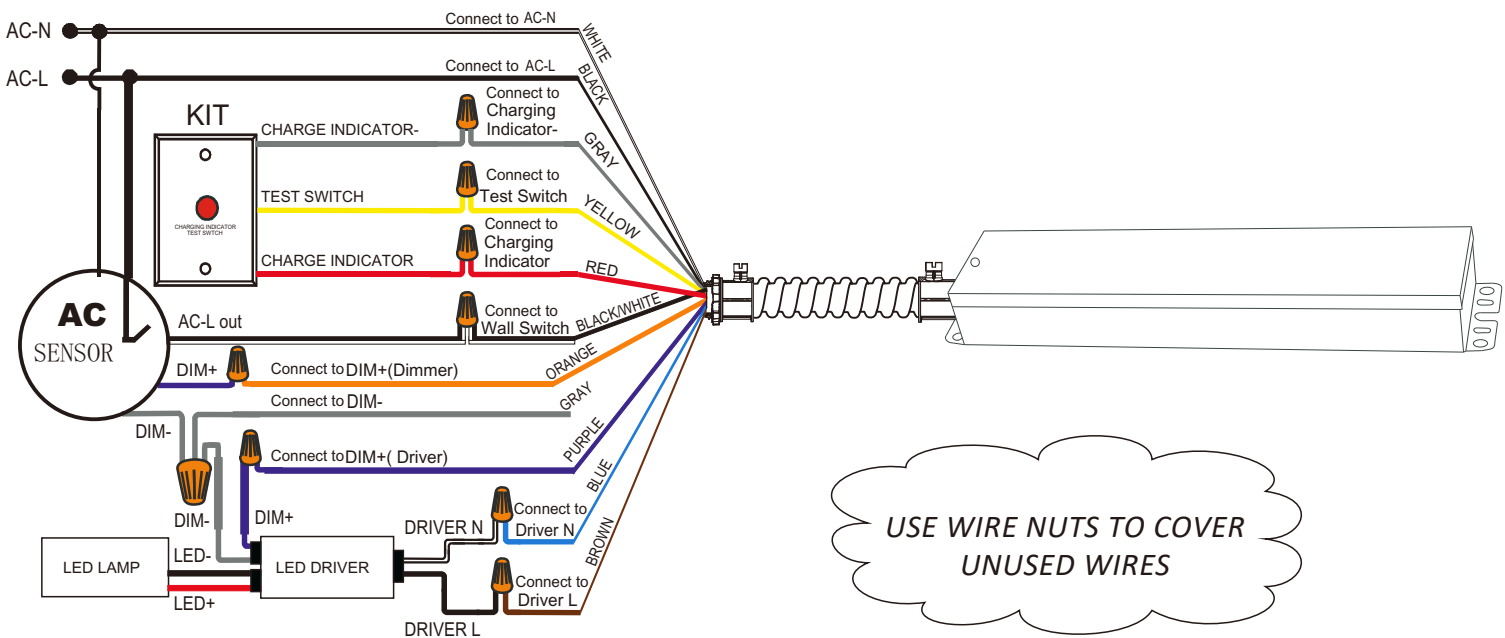 AC-N
Connect to AC-N
WHITE
AC-L
Connect to AC-L
BLACK
KIT
CHARGE INDICATOR-
Connect to
Charging
Indicator-
GRAY
TEST SWITCH
Connect to
Test Switch
YELLOW
CHARGING INDICATOR
TEST SWTCH
CHARGE INDICATOR
Connect to
Charging
Indicator
RED
AC
SENSOR
AC-L out
Connect to
Wall Switch
BLACK/WHITE
DIM+
Connect to DIM+(Dimmer)
ORANGE
DIM-
Connect to DIM-
GRAY
Connect to DIM+( Driver)
PURPLE
DIM-
DIM+
DRIVER N
Connect to
Driver N
BLUE
LED LAMP
LED-
LED+
LED DRIVER
DRIVER L
Connect to
Driver L
BROWN
USE WIRE NUTS TO COVER
UNUSED WIRES